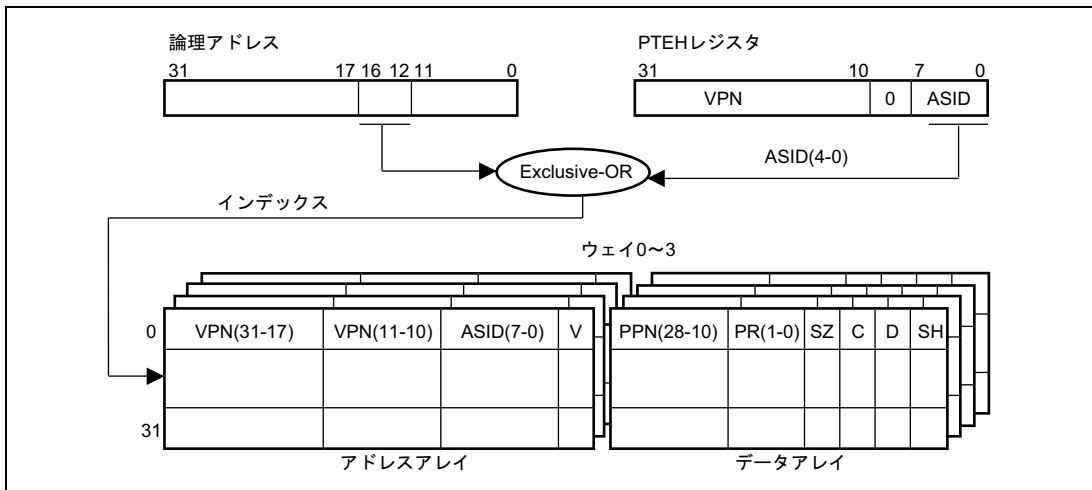 論理アドレス PTEHレジスタ
31 17 16 12 11 0 31 10 7 0
VPN 0 ASID
Exclusive-OR ASID(4-0)
インデックス
ウェイ0～3
0 VPN(31-17) VPN(11-10) ASID(7-0) V PPN(28-10) PR(1-0) SZ C D SH
31
アドレスアレイ データアレイ